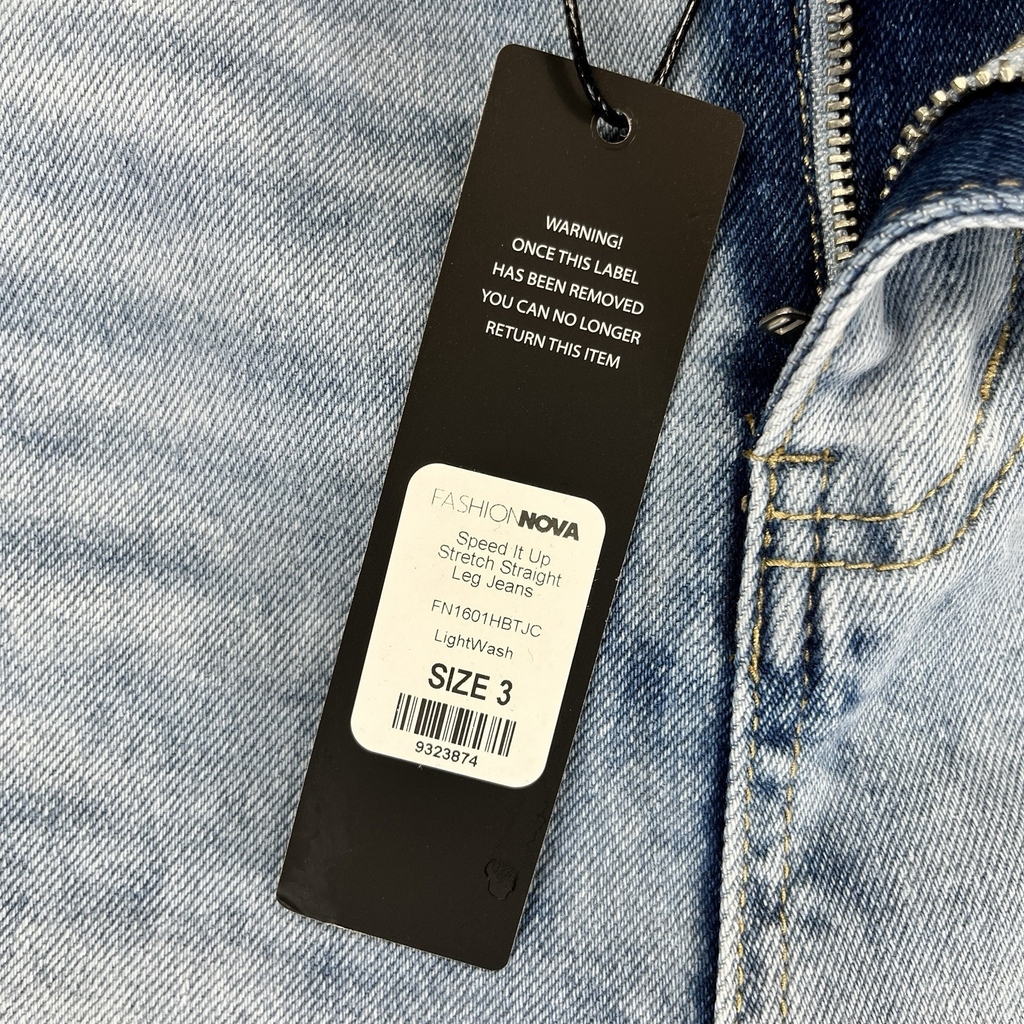 WARNING!
ONCE THIS LABEL
HAS BEEN REMOVED
YOU CAN NO LONGER
RETURN THIS ITEM
FASHIONNOVA
Speed It Up
Stretch Straight
Leg Jeans
FN1601HBTJC
LightWash
SIZE 3
9323874